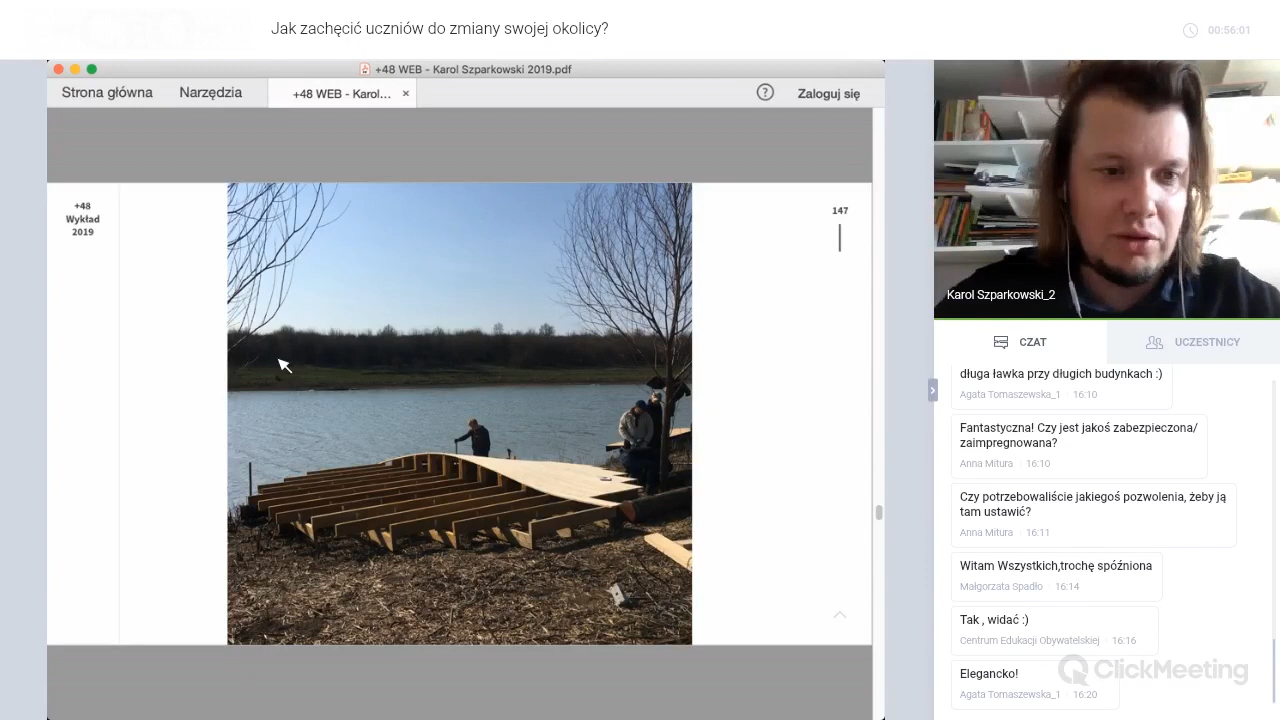 Jak zachęcić uczniów do zmiany swojej okolicy?
00:56:01
+48 WEB - Karol Szparkowski 2019.pdf
Strona główna
Narzędzia
+48 WEB - Karol... ×
?
Zaloguj się
+48
Wykład
2019
147
Karol Szparkowski_2
CZAT
UCZESTNICY
długa ławka przy długich budynkach :)
Agata Tomaszewska_1 · 16:10
Fantastyczna! Czy jest jakoś zabezpieczona/
zaimpregnowana?
Anna Mitura · 16:10
Czy potrzebowaliście jakiegoś pozwolenia, żeby ją
tam ustawić?
Anna Mitura · 16:11
Witam Wszystkich,trochę spóźniona
Małgorzata Spadło · 16:14
Tak , widać :)
Centrum Edukacji Obywatelskiej · 16:16
Elegancko!
Agata Tomaszewska_1 · 16:20
ClickMeeting